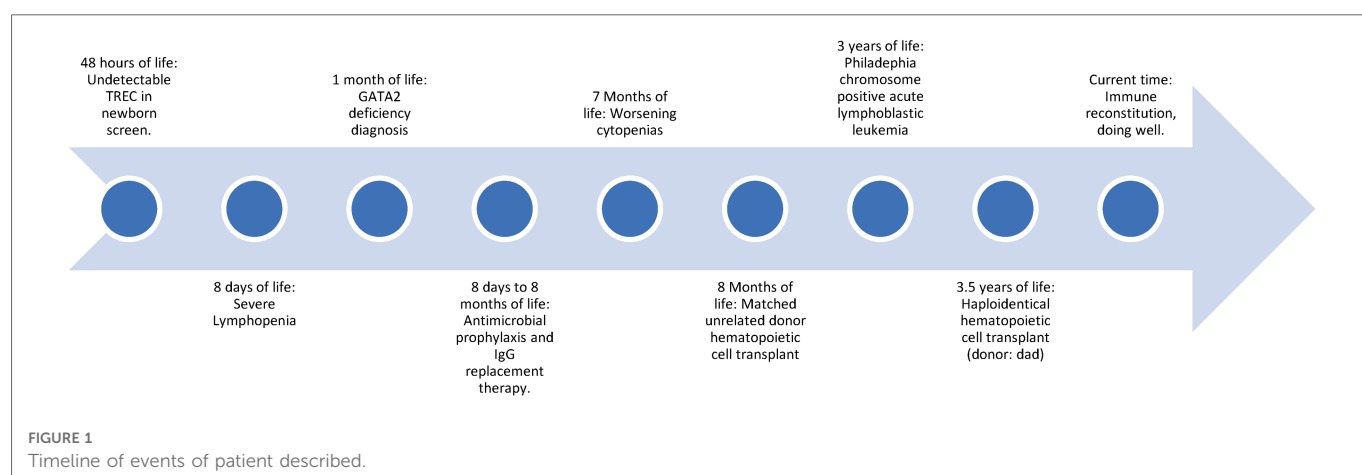 48 hours of life:
Undetectable
TREC in
newborn
screen.
8 days of life:
Severe
Lymphopenia
1 month of life:
GATA2
deficiency
diagnosis
8 days to 8
months of life:
Antimicrobial
prophylaxis and
IgG
replacement
therapy.
7 Months of
life: Worsening
cytopenias
8 Months of
life: Matched
unrelated donor
hematopoietic
cell transplant
3 years of life:
Philadephia
chromosome
positive acute
lymphoblastic
leukemia
3.5 years of life:
Haploidentical
hematopoietic
cell transplant
(donor: dad)
Current time:
Immune
reconstitution,
doing well.
FIGURE 1
Timeline of events of patient described.